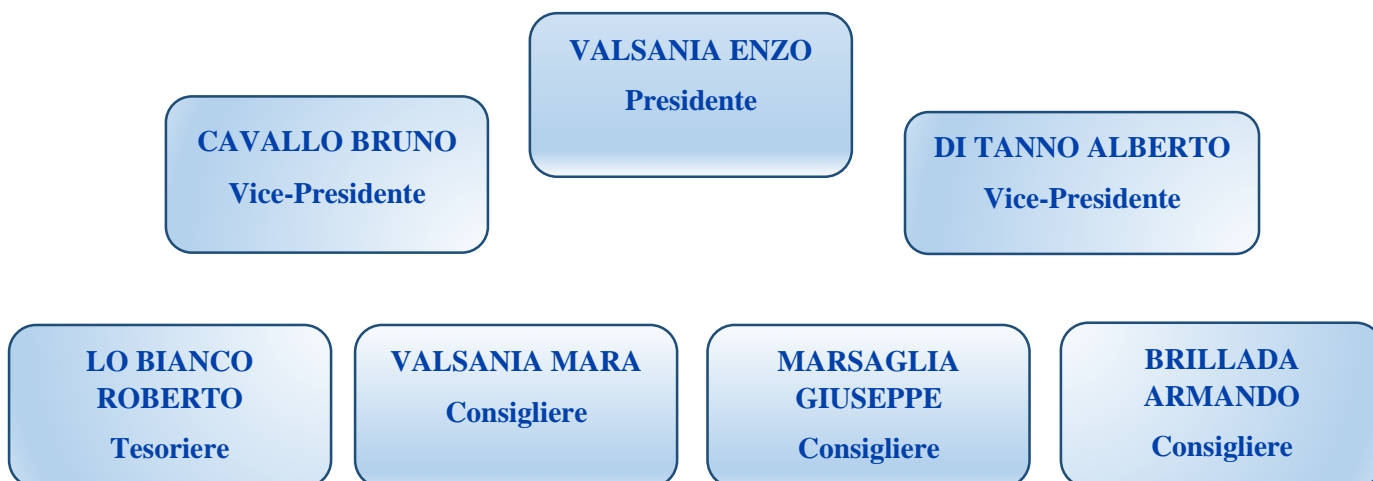 VALSANIA ENZO
Presidente
CAVALLO BRUNO
Vice-Presidente
DI TANNO ALBERTO
Vice-Presidente
LO BIANCO
ROBERTO
Tesoriere
VALSANIA MARA
Consigliere
MARSAGLIA
GIUSEPPE
Consigliere
BRILLADA
ARMANDO
Consigliere